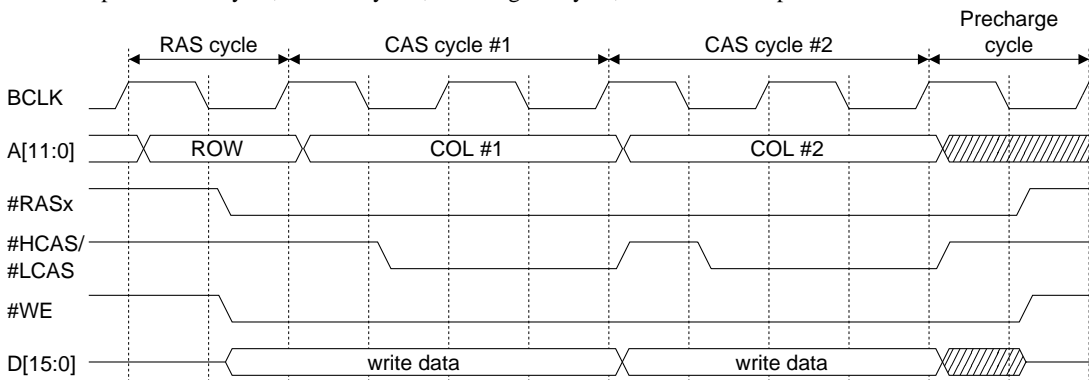 Precharge
RAS cycle CAS cycle #1 CAS cycle #2 cycle
BCLK
A[11:0] ROW COL #1 COL #2
#RASx
#HCAS/
#LCAS
#WE
D[15:0] write data write data